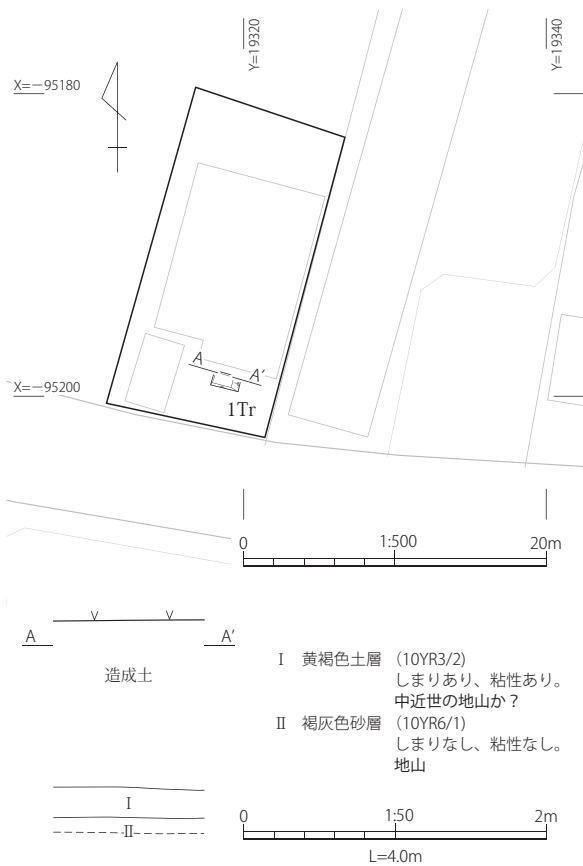 Y=19320
Y=19340
X=−95180
A
A′
X=−95200
1Tr
0
1:500
20m
A
A′
造成土
Ⅰ
Ⅱ
Ⅰ 黄褐色土層 (10YR3/2)
しまりあり、粘性あり。
中近世の地山か？
Ⅱ 褐灰色砂層 (10YR6/1)
しまりなし、粘性なし。
地山
0
1:50
2m
L=4.0m